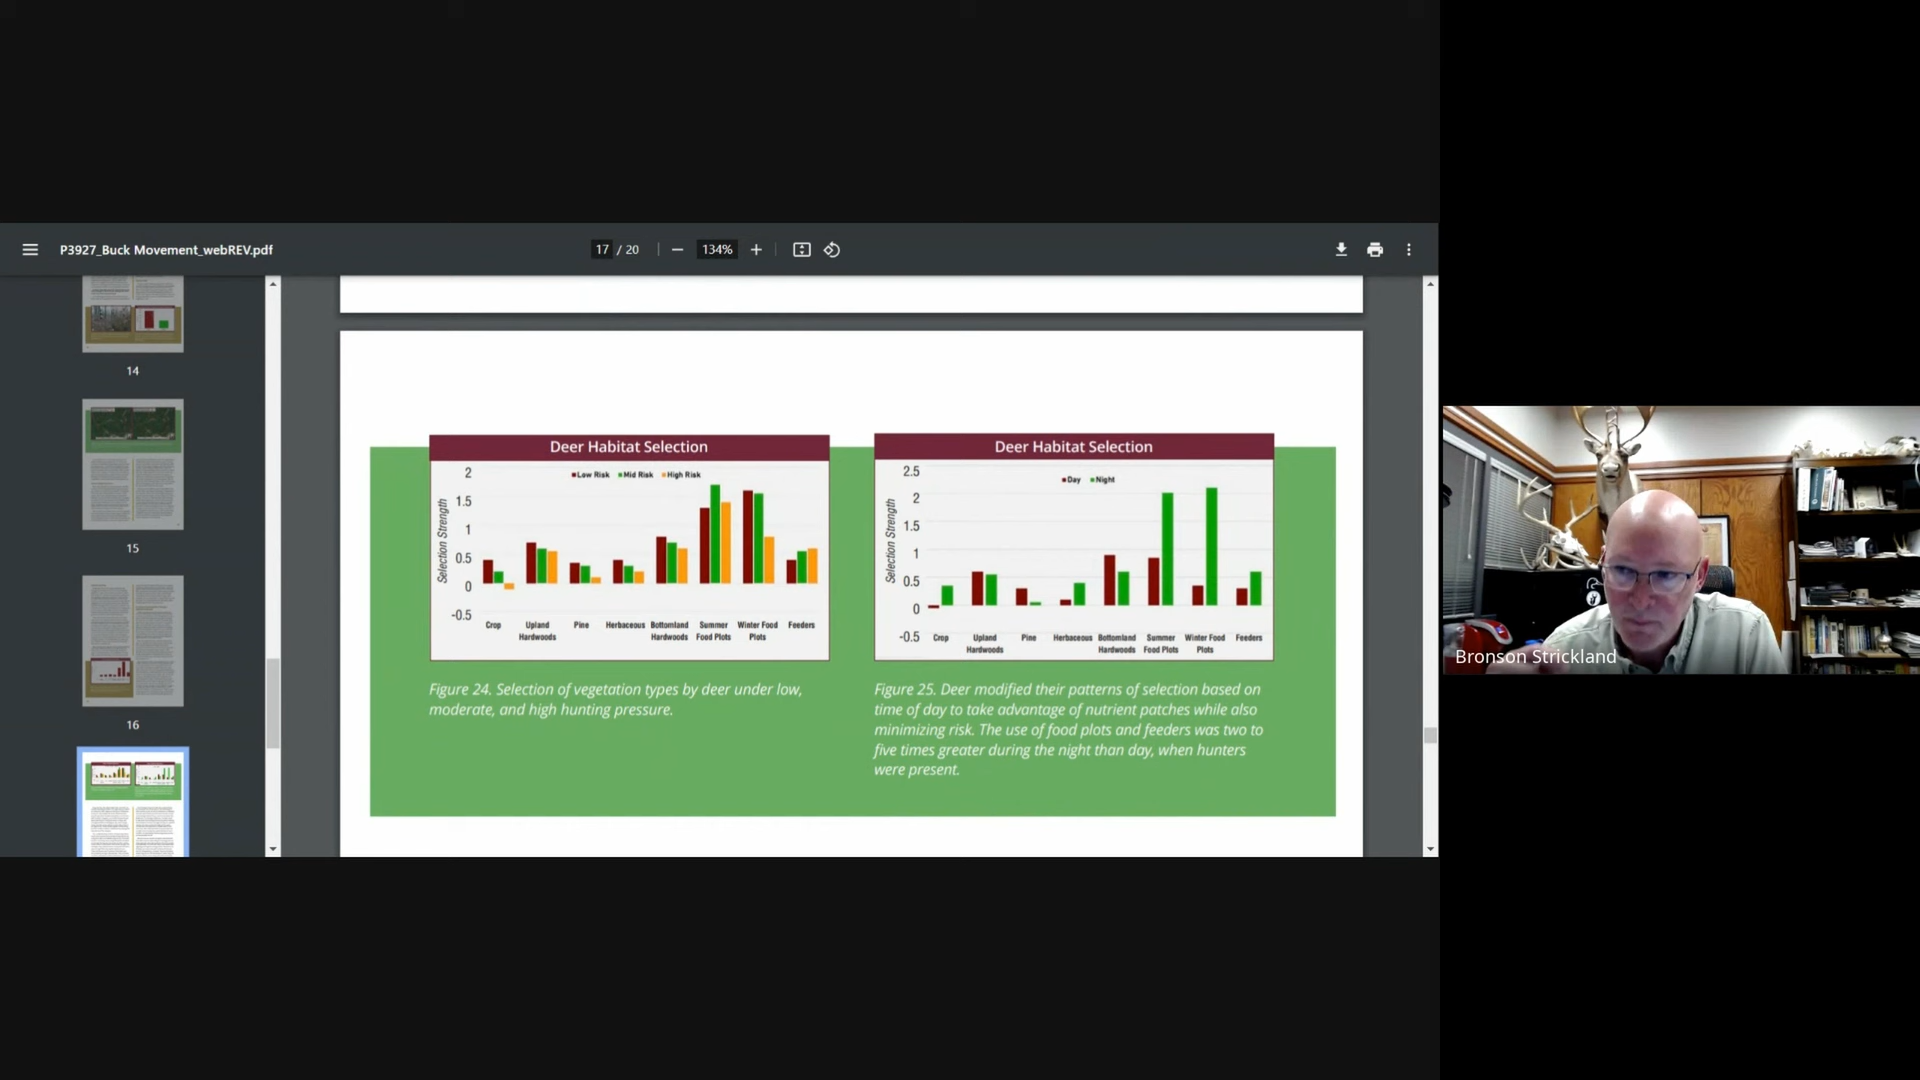 P3927_Buck Movement_webREV.pdf
17 / 20
134%
14
15
16
Deer Habitat Selection
Low Risk Mid Risk High Risk
Selection Strength
2
1.5
1
0.5
0
-0.5
Crop
Upland
Hardwoods
Pine
Herbaceous
Bottomland
Hardwoods
Summer
Food Plots
Winter Food
Plots
Feeders
Figure 24. Selection of vegetation types by deer under low,
moderate, and high hunting pressure.
Deer Habitat Selection
Day Night
Selection Strength
2.5
2
1.5
1
0.5
0
-0.5
Crop
Upland
Hardwoods
Pine
Herbaceous
Bottomland
Hardwoods
Summer
Food Plots
Winter Food
Plots
Feeders
Figure 25. Deer modified their patterns of selection based on
time of day to take advantage of nutrient patches while also
minimizing risk. The use of food plots and feeders was two to
five times greater during the night than day, when hunters
were present.
Bronson Strickland